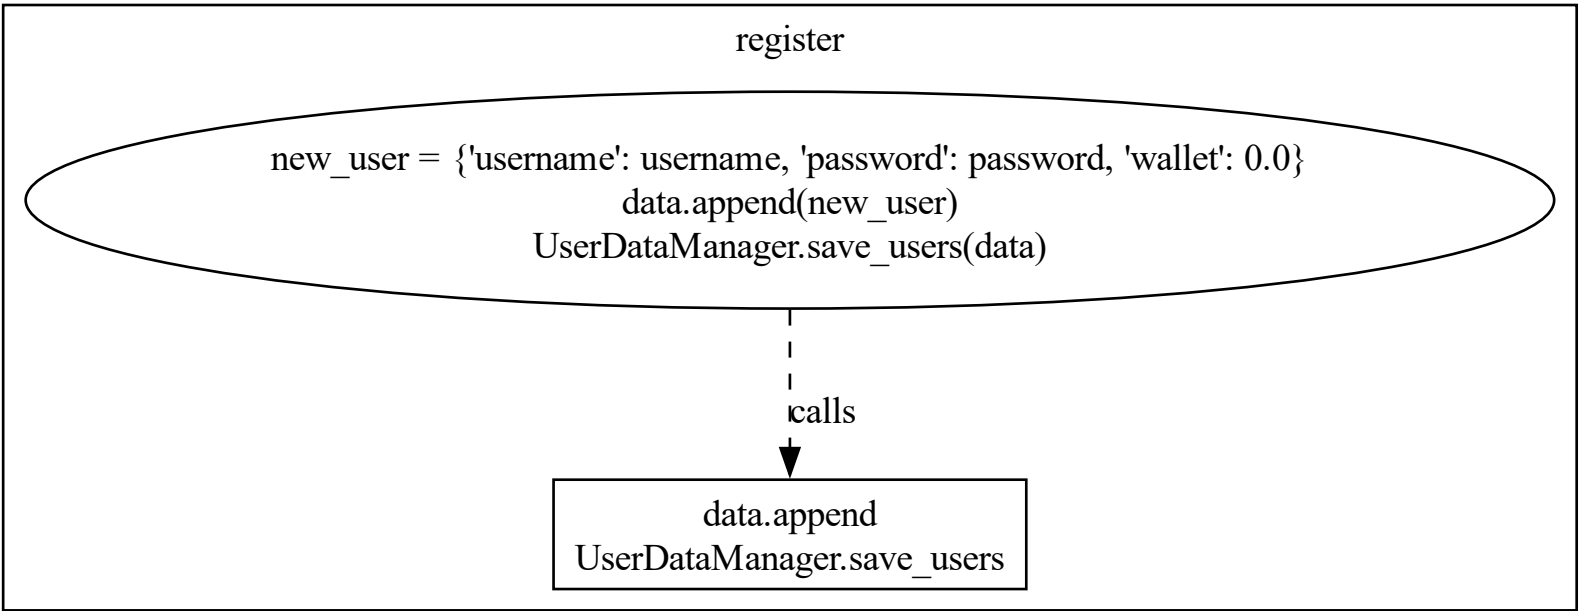 register
new_user = {'username': username, 'password': password, 'wallet': 0.0}
data.append(new_user)
UserDataManager.save_users(data)
calls
data.append
UserDataManager.save_users